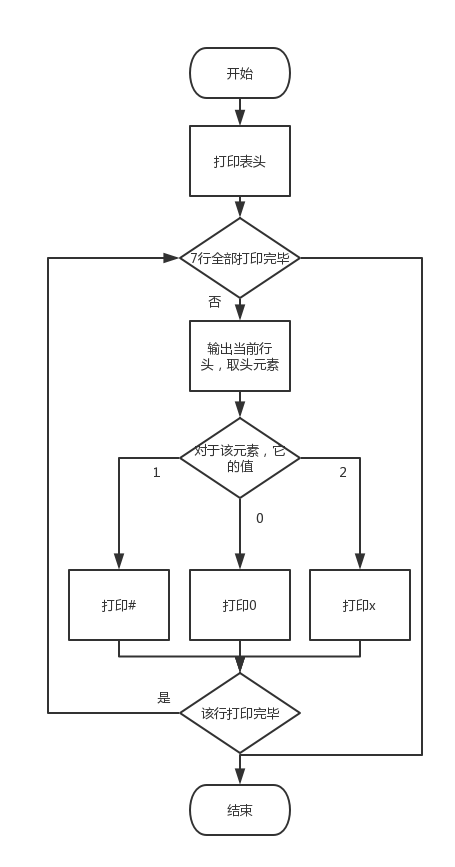 开始
打印表头
7行全部打印完毕
否
输出当前行
头，取头元素
对于该元素，它
的值
1
2
0
打印#
打印0
打印x
是
该行打印完毕
结束